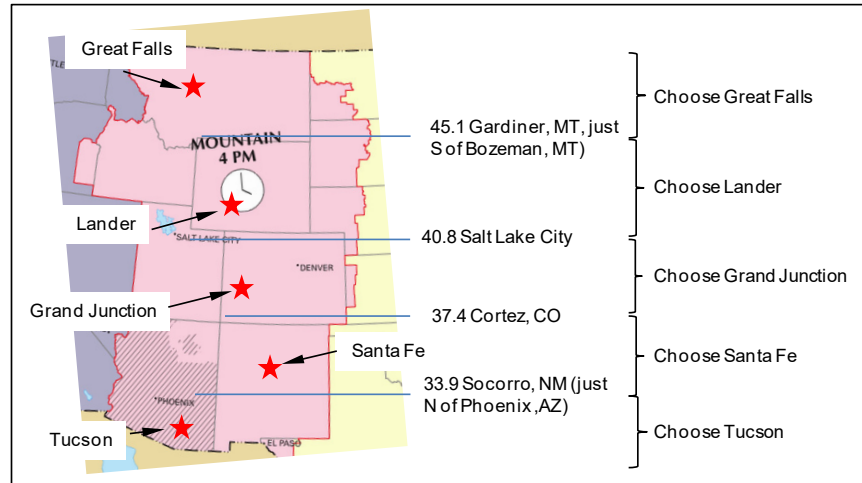 Great Falls
Choose Great Falls
45.1 Gardiner, MT, just
S of Bozeman, MT)
MOUNTAIN
4 PM
Choose Lander
Lander
SALT LAKE CITY
40.8 Salt Lake City
DENVER
Choose Grand Junction
Grand Junction
37.4 Cortez, CO
Santa Fe
Choose Santa Fe
33.9 Socorro, NM (just
N of Phoenix ,AZ)
PHOENIX
Tucson
EL PASO
Choose Tucson